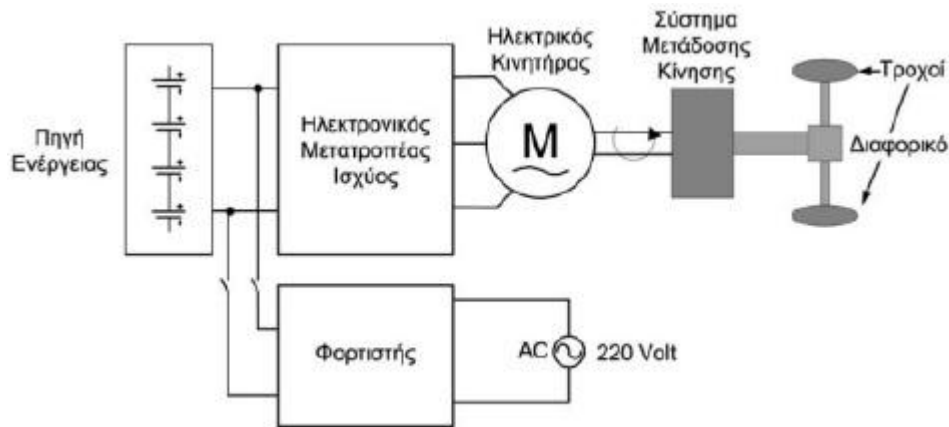 Σύστημα
Μετάδοσης
Κίνησης
Ηλεκτρικός
Κινητήρας
Τροχοί
Πηγή
Ενέργειας
Ηλεκτρονικός
Μετατροπέας
Ισχύος
M
Διαφορικό
Φορτιστής
AC
220 Volt